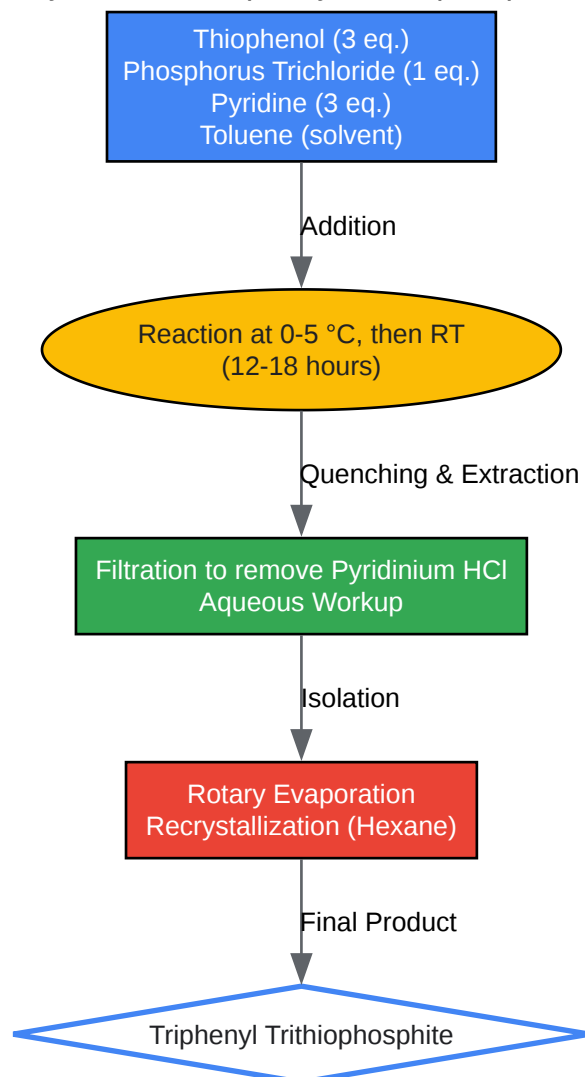 Thiophenol (3 eq.)
Phosphorus Trichloride (1 eq.)
Pyridine (3 eq.)
Toluene (solvent)
Addition
Reaction at 0-5 °C, then RT
(12-18 hours)
Quenching & Extraction
Filtration to remove Pyridinium HCl
Aqueous Workup
Isolation
Rotary Evaporation
Recrystallization (Hexane)
Final Product
Triphenyl Trithiophosphite